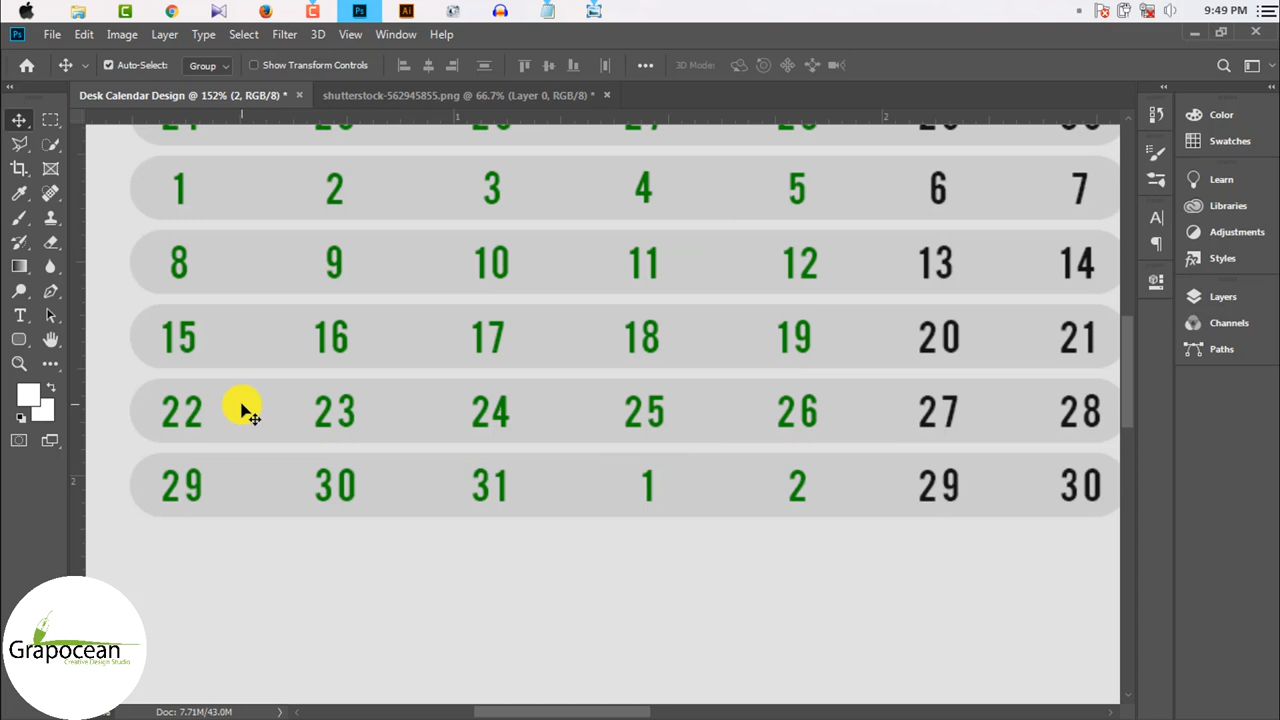 9:49 PM
File Edit Image Layer Type Select Filter 3D View Window Help
Auto-Select: Group Show Transform Controls 3D Mode:
Desk Calendar Design @ 152% (2, RGB/8) * shutterstock-562945855.png @ 66.7% (Layer 0, RGB/8) *
1 2
1 2 3 4 5 6 7
8 9 10 11 12 13 14
15 16 17 18 19 20 21
22 23 24 25 26 27 28
29 30 31 1 2 29 30
2
Color
Swatches
Learn
Libraries
Adjustments
Styles
Layers
Channels
Paths
Grapocean
Creative Design Studio
Doc: 7.71M/43.0M